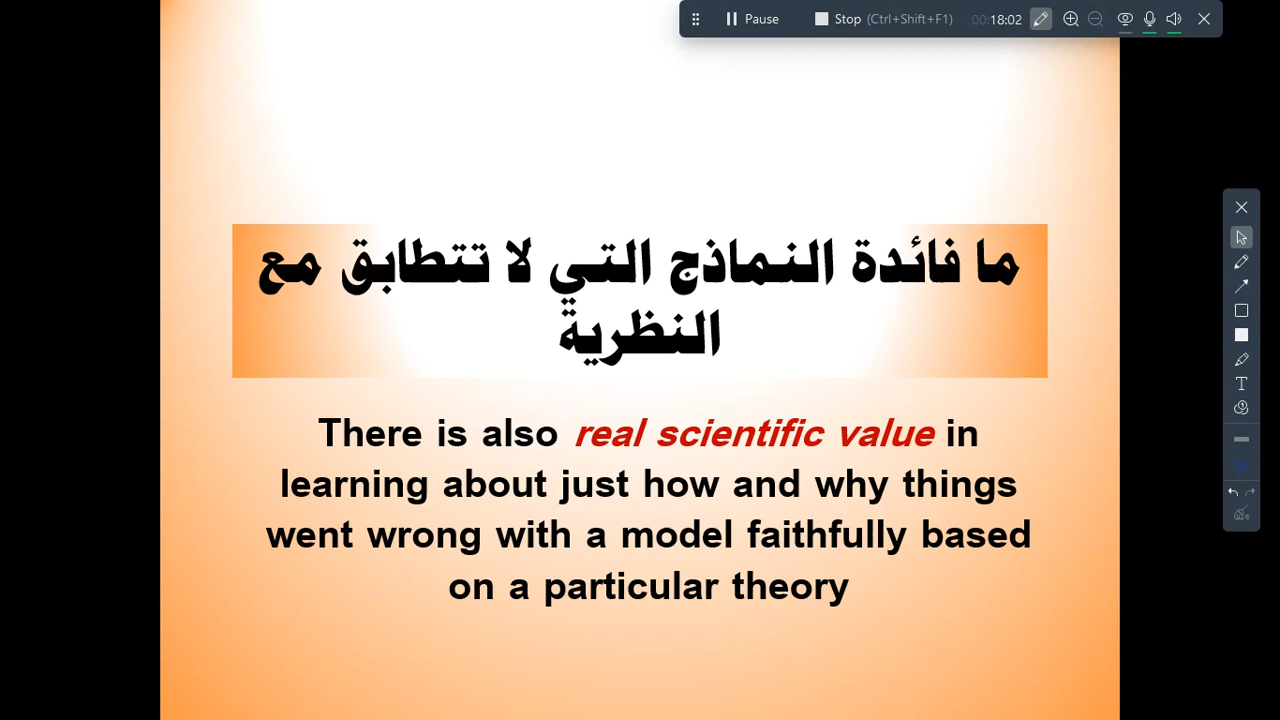 Pause Stop (Ctrl+Shift+F1) 00:18:02
ما فائدة النماذج التي لا تتطابق مع
النظرية
There is also real scientific value in
learning about just how and why things
went wrong with a model faithfully based
on a particular theory